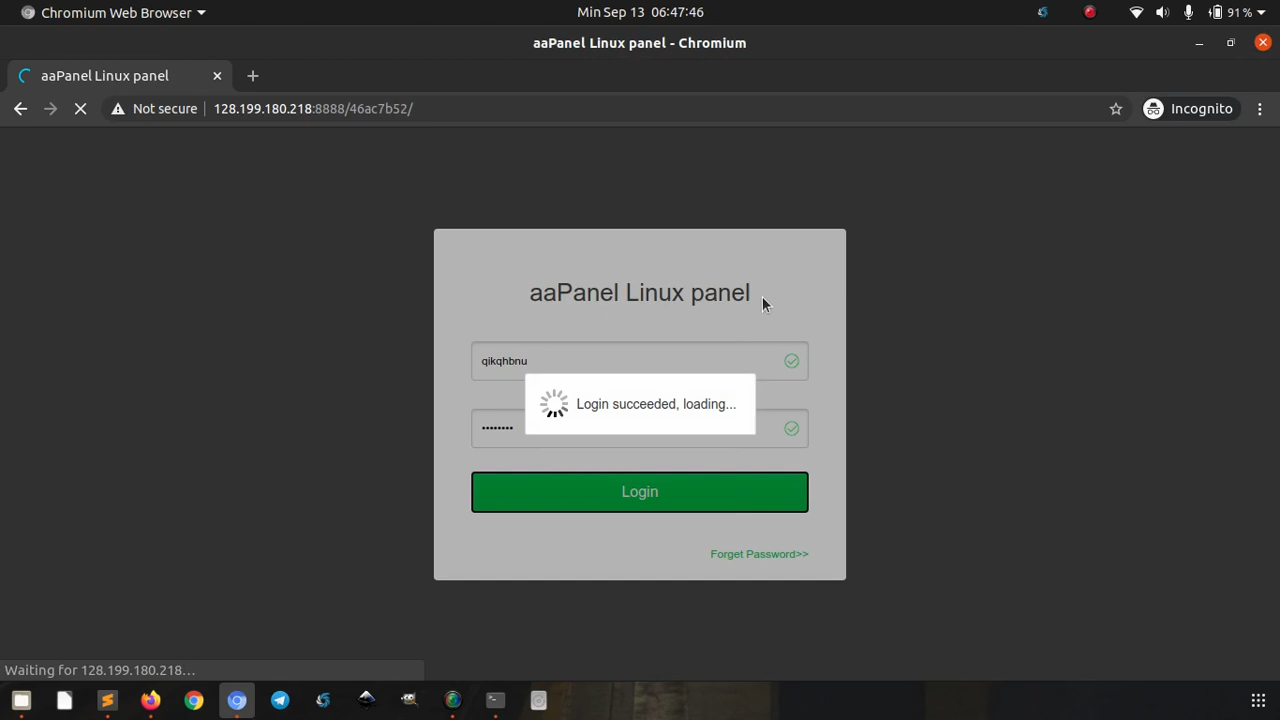 Chromium Web Browser
Min Sep 13 06:47:46
91 %
aaPanel Linux panel - Chromium
aaPanel Linux panel
Not secure
128.199.180.218:8888/46ac7b52/
Incognito
aaPanel Linux panel
qikqhbnu
Login succeeded, loading...
••••••••
Login
Forget Password>>
Waiting for 128.199.180.218...